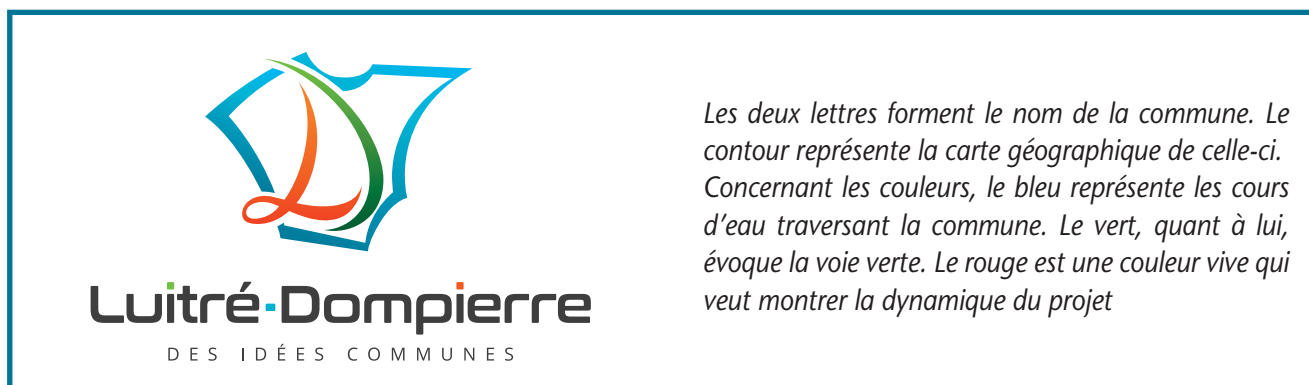 Luitré-Dompierre
DES IDÉES COMMUNES
Les deux lettres forment le nom de la commune. Le
contour représente la carte géographique de celle-ci.
Concernant les couleurs, le bleu représente les cours
d'eau traversant la commune. Le vert, quant à lui,
évoque la voie verte. Le rouge est une couleur vive qui
veut montrer la dynamique du projet